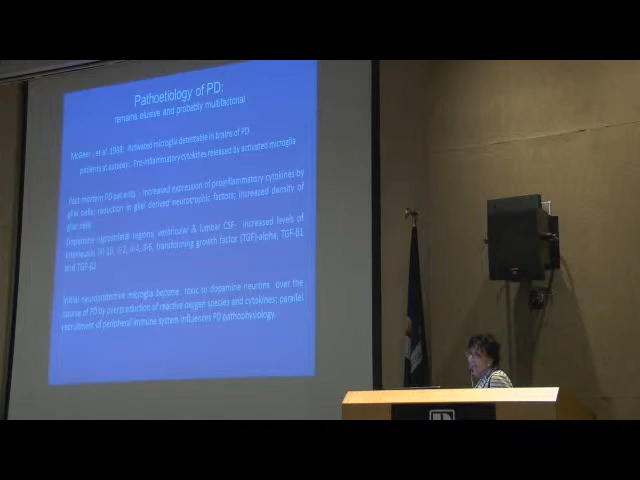 Pathoetiology of PD:
remains elusive and probably multifactorial
McGeer, et al. 1988: Activated microglia detectable in brains of PD
patients at autopsy. Pro-inflammatory cytokines released by activated microglia
Post mortem PD patients - Increased expression of proinflammatory cytokines by
glial cells; reduction in glial derived neurotrophic factors; increased density of
glial cells
Dopamine nigrostriatal regions, ventricular & lumbar CSF- increased levels of
interleukin 1β, IL-2, IL-4, IL-6, transforming growth factor (TGF)-alpha, TGF-β1
and TGF-β2
Initial neuroprotective microglia become toxic to dopamine neurons over the
course of PD by overproduction of reactive oxygen species and cytokines; parallel
recruitment of peripheral immune system influences PD pathophysiology.